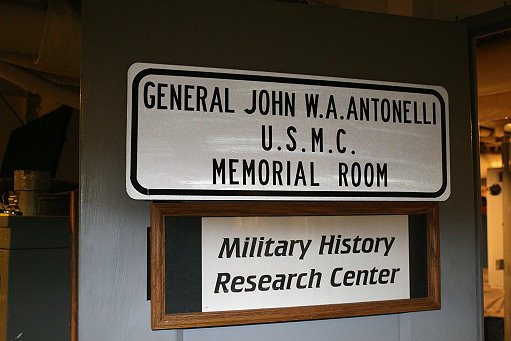 GENERAL JOHN W.A. ANTONELLI
U.S.M.C.
MEMORIAL ROOM
Military History
Research Center